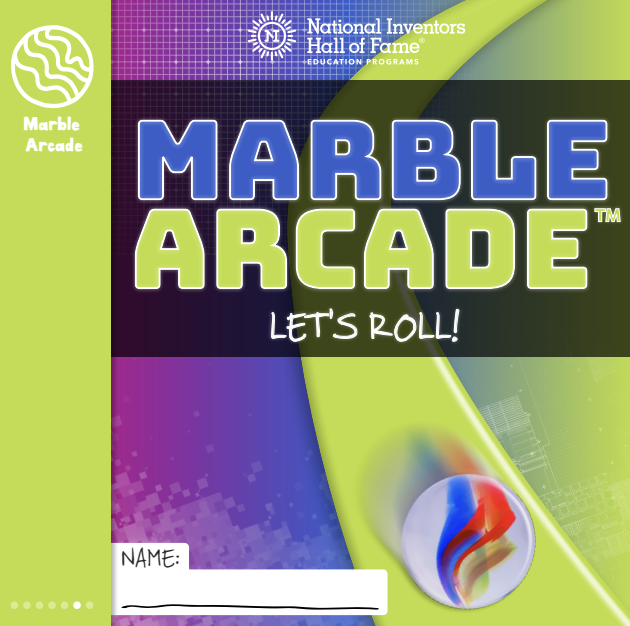 Marble
Arcade
National Inventors
Hall of Fame®
EDUCATION PROGRAMS
MARBLE
ARCADE™
LET'S ROLL!
NAME: